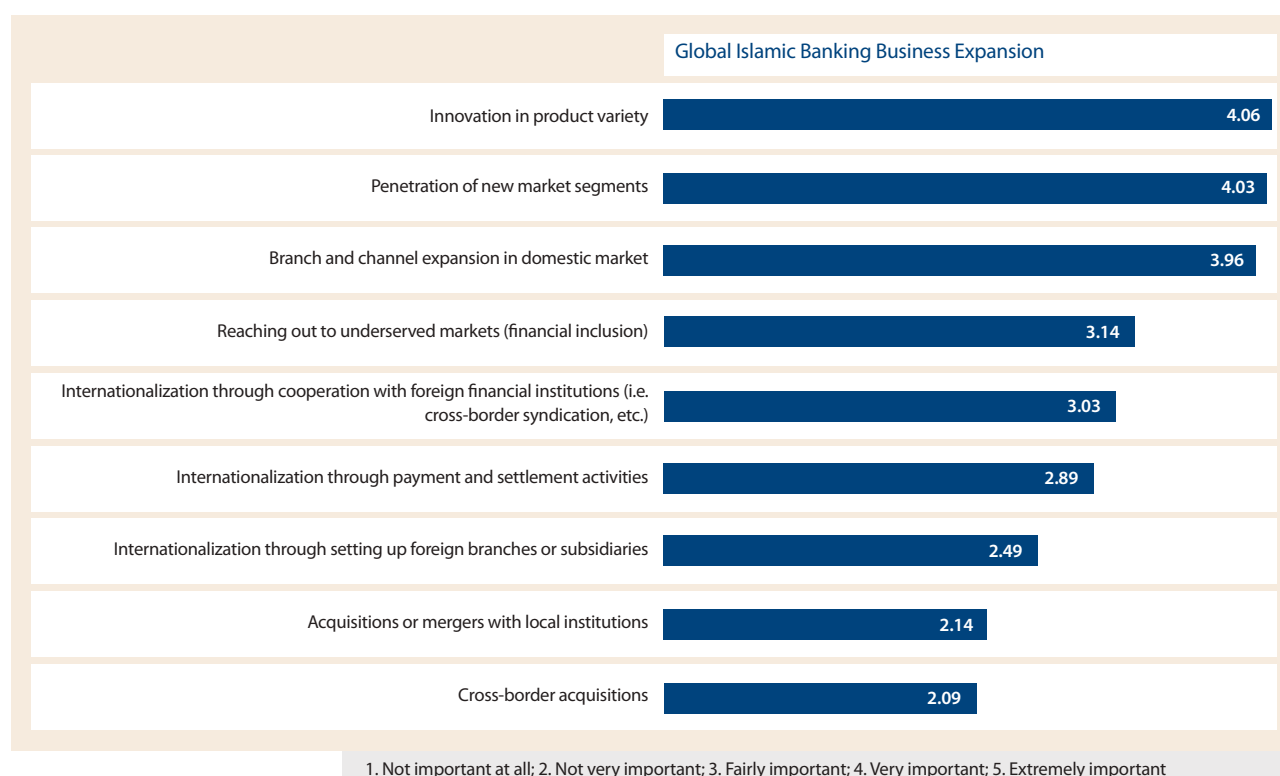 Global Islamic Banking Business Expansion
Innovation in product variety 4.06
Penetration of new market segments 4.03
Branch and channel expansion in domestic market 3.96
Reaching out to underserved markets (financial inclusion) 3.14
Internationalization through cooperation with foreign financial institutions (i.e.
cross-border syndication, etc.) 3.03
Internationalization through payment and settlement activities 2.89
Internationalization through setting up foreign branches or subsidiaries 2.49
Acquisitions or mergers with local institutions 2.14
Cross-border acquisitions 2.09
1. Not important at all; 2. Not very important; 3. Fairly important; 4. Very important; 5. Extremely important